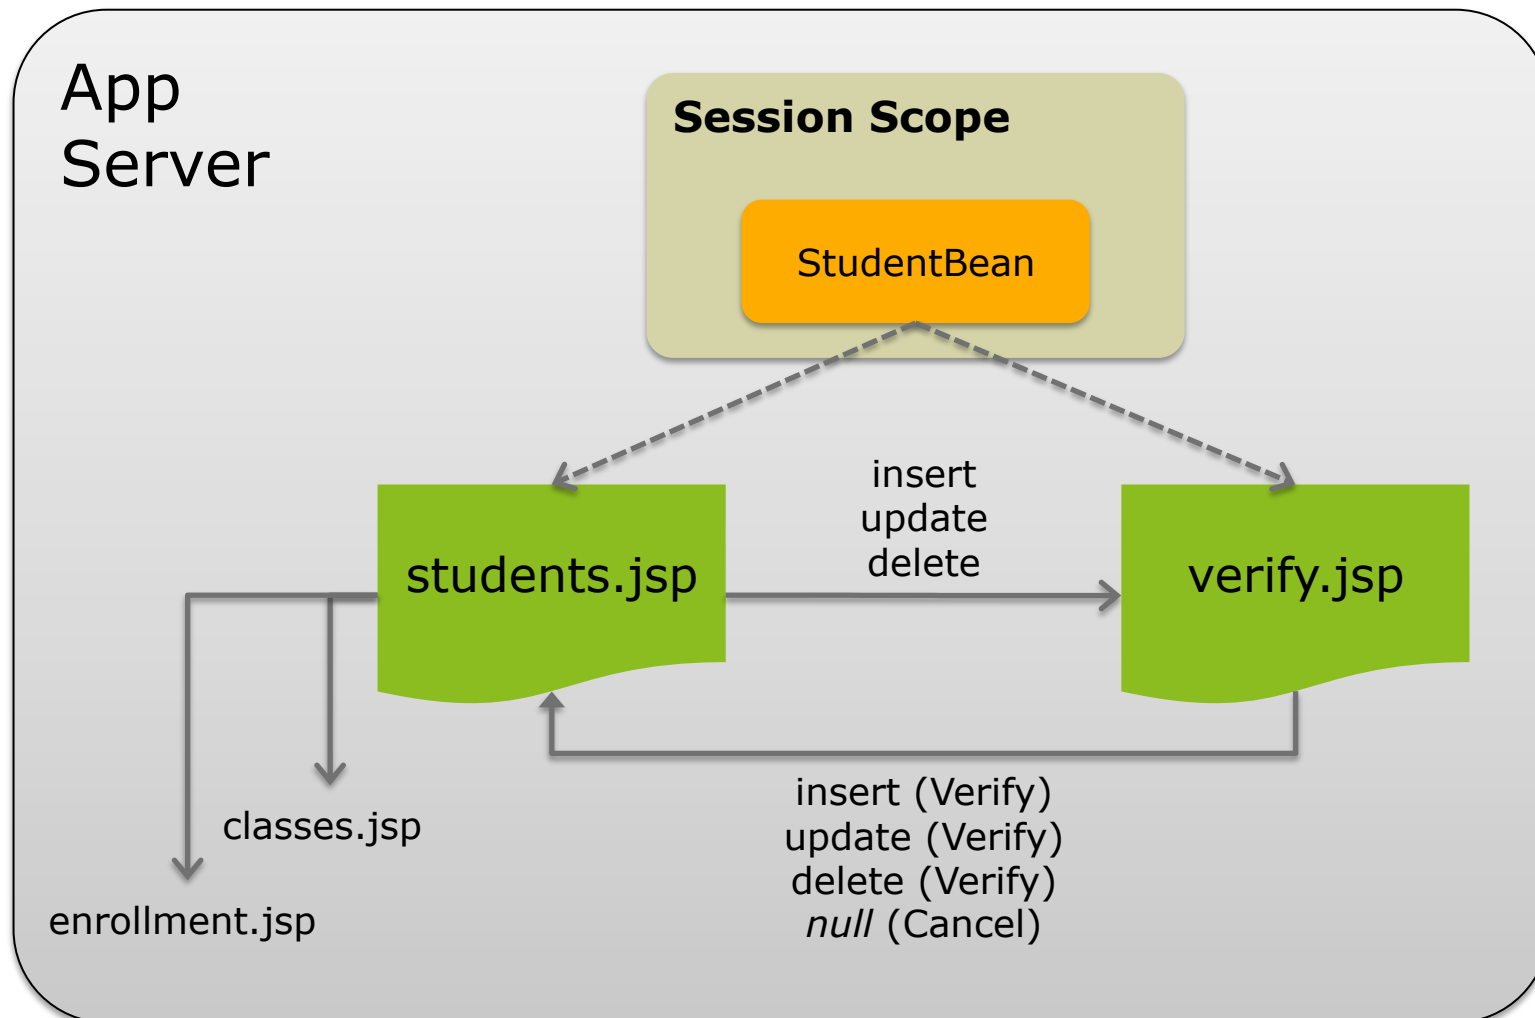 App
Server
Session Scope
StudentBean
insert
update
delete
students.jsp
verify.jsp
insert (Verify)
update (Verify)
delete (Verify)
null (Cancel)
classes.jsp
enrollment.jsp